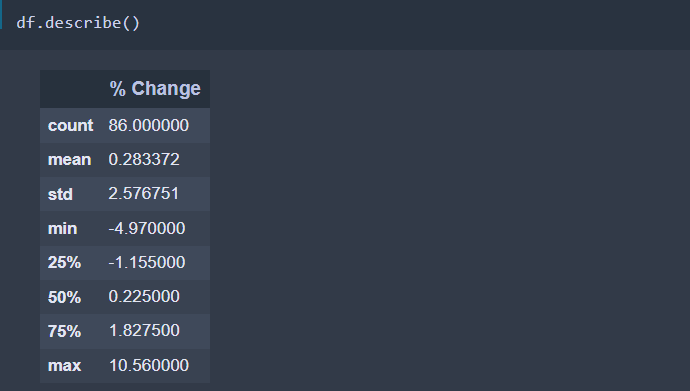 df.describe()
% Change
count 86.000000
mean 0.283372
std 2.576751
min -4.970000
25% -1.155000
50% 0.225000
75% 1.827500
max 10.560000